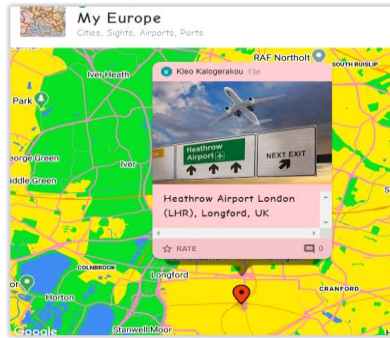 My Europe
Cities, Sights, Airports, Ports
RAF Northolt
SOUTH RUISLIP
Iver Heath
K Kleo Kalogerakou 13d
Park
Heathrow
Airport
NEXT EXIT
eorge Green
Iver
iddle Green
Heathrow Airport London
(LHR), Longford, UK
RATE
0
COLNBROOK
Longford
Horton
CRANFORD
Stanwell Moor
Google